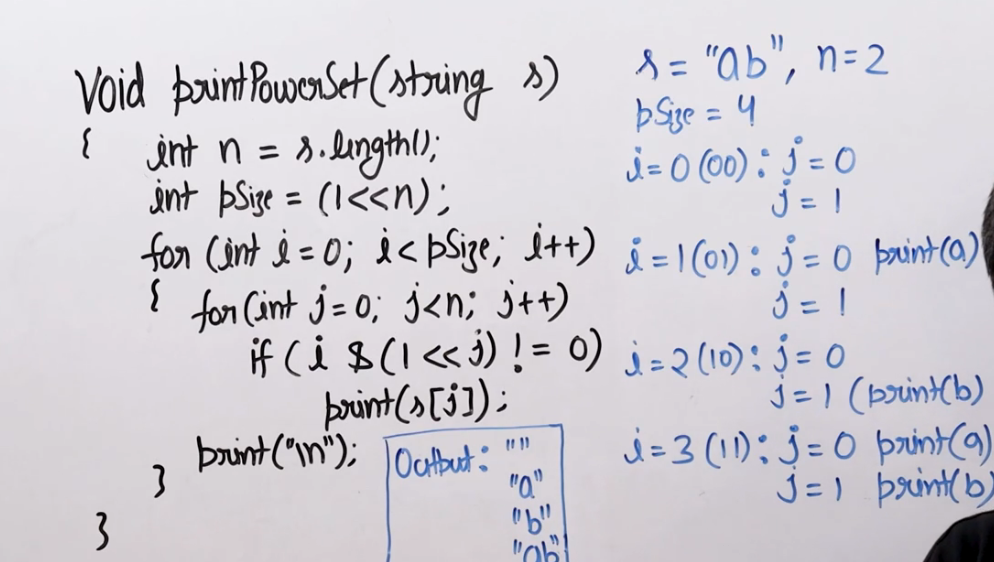 Void printPowerSet(string s)
{ int n = s.length();
int pSize = (1<<n);
for (int i = 0; i < pSize; i++)
{ for(int j = 0; j<n; j++)
if ( i & (1 << j) != 0)
print(s[j]);
print("\n");
}
}
s = "ab", n=2
pSize = 4
i=0 (00): j=0
j=1
i=1(01): j=0 print(a)
j=1
i=2(10): j=0
j=1 (print(b)
i=3 (11): j=0 print(a)
j=1 print(b)
Output: ""
"a"
"b"
"ab"